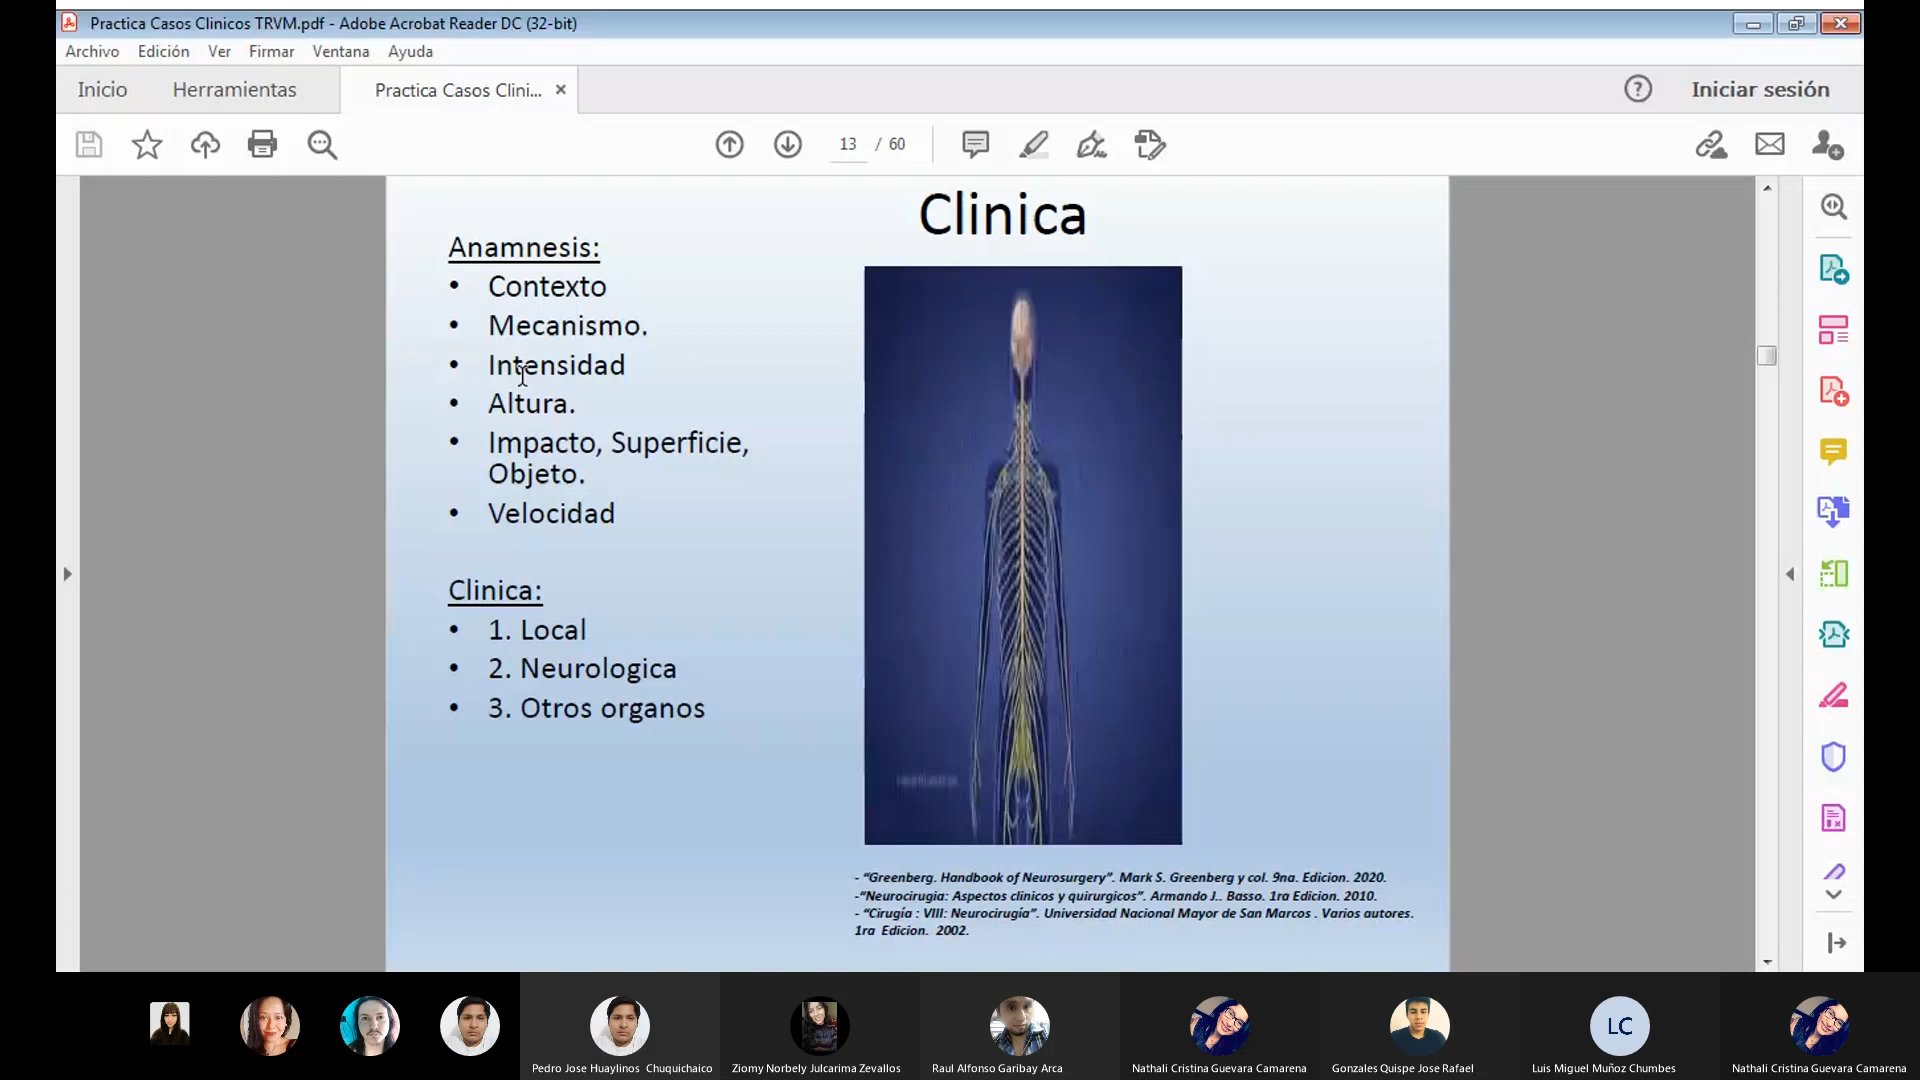 Practica Casos Clinicos TRVM.pdf - Adobe Acrobat Reader DC (32-bit)
Archivo Edición Ver Firmar Ventana Ayuda
Inicio Herramientas Practica Casos Clini... × Iniciar sesión
13 / 60
Clinica
Anamnesis:
• Contexto
• Mecanismo.
• Intensidad
• Altura.
• Impacto, Superficie,
Objeto.
• Velocidad
Clinica:
• 1. Local
• 2. Neurologica
• 3. Otros organos
- “Greenberg. Handbook of Neurosurgery”. Mark S. Greenberg y col. 9na. Edicion. 2020.
-“Neurocirugia: Aspectos clinicos y quirurgicos”. Armando J.. Basso. 1ra Edicion. 2010.
- “Cirugía : VIII: Neurocirugía”. Universidad Nacional Mayor de San Marcos . Varios autores.
1ra Edicion. 2002.
LC
Pedro Jose Huaylinos Chuquichaico
Ziomy Norbely Julcarima Zevallos
Raul Alfonso Garibay Arca
Nathali Cristina Guevara Camarena
Gonzales Quispe Jose Rafael
Luis Miguel Muñoz Chumbes
Nathali Cristina Guevara Camarena